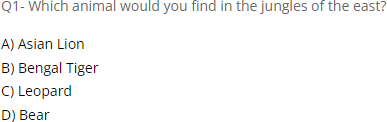 Q1- Which animal would you find in the jungles of the east?
A) Asian Lion
B) Bengal Tiger
C) Leopard
D) Bear